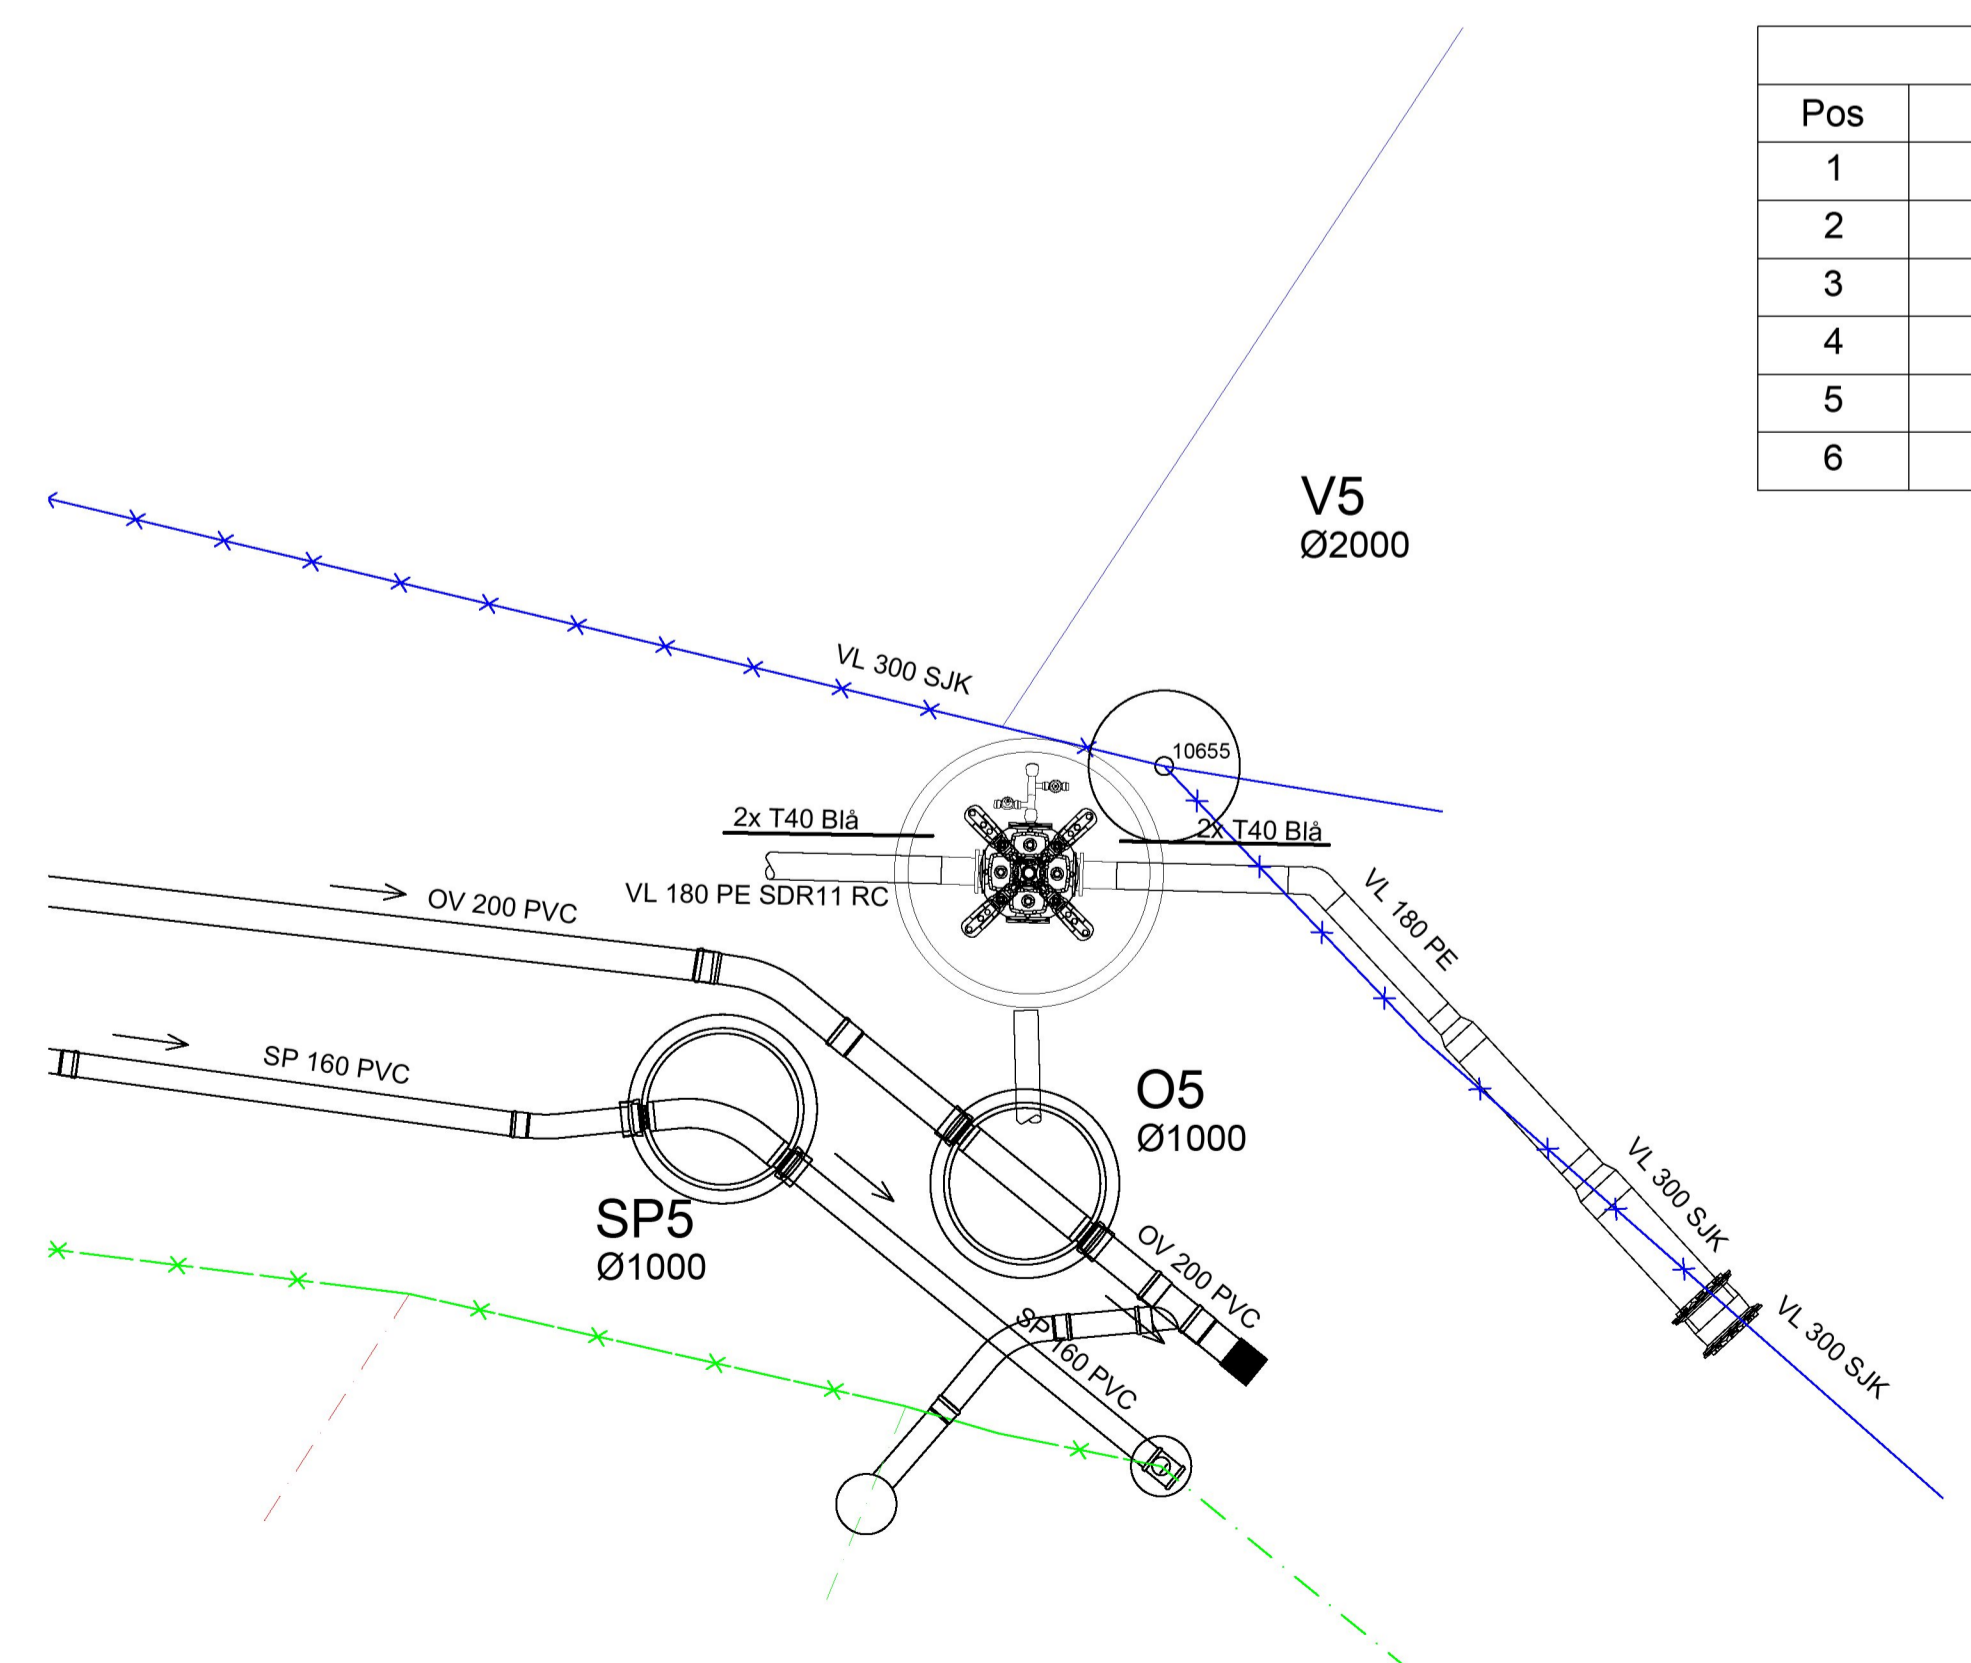 Pos
1
2
3
4
5
6
V5
Ø2000
VL 300 SJK
10655
2x T40 Blå
2x T40 Blå
VL 180 PE SDR11 RC
VL 180 PE
OV 200 PVC
SP 160 PVC
O5
Ø1000
SP5
Ø1000
VL 300 SJK
OV 200 PVC
VL 300 SJK
SP 160 PVC